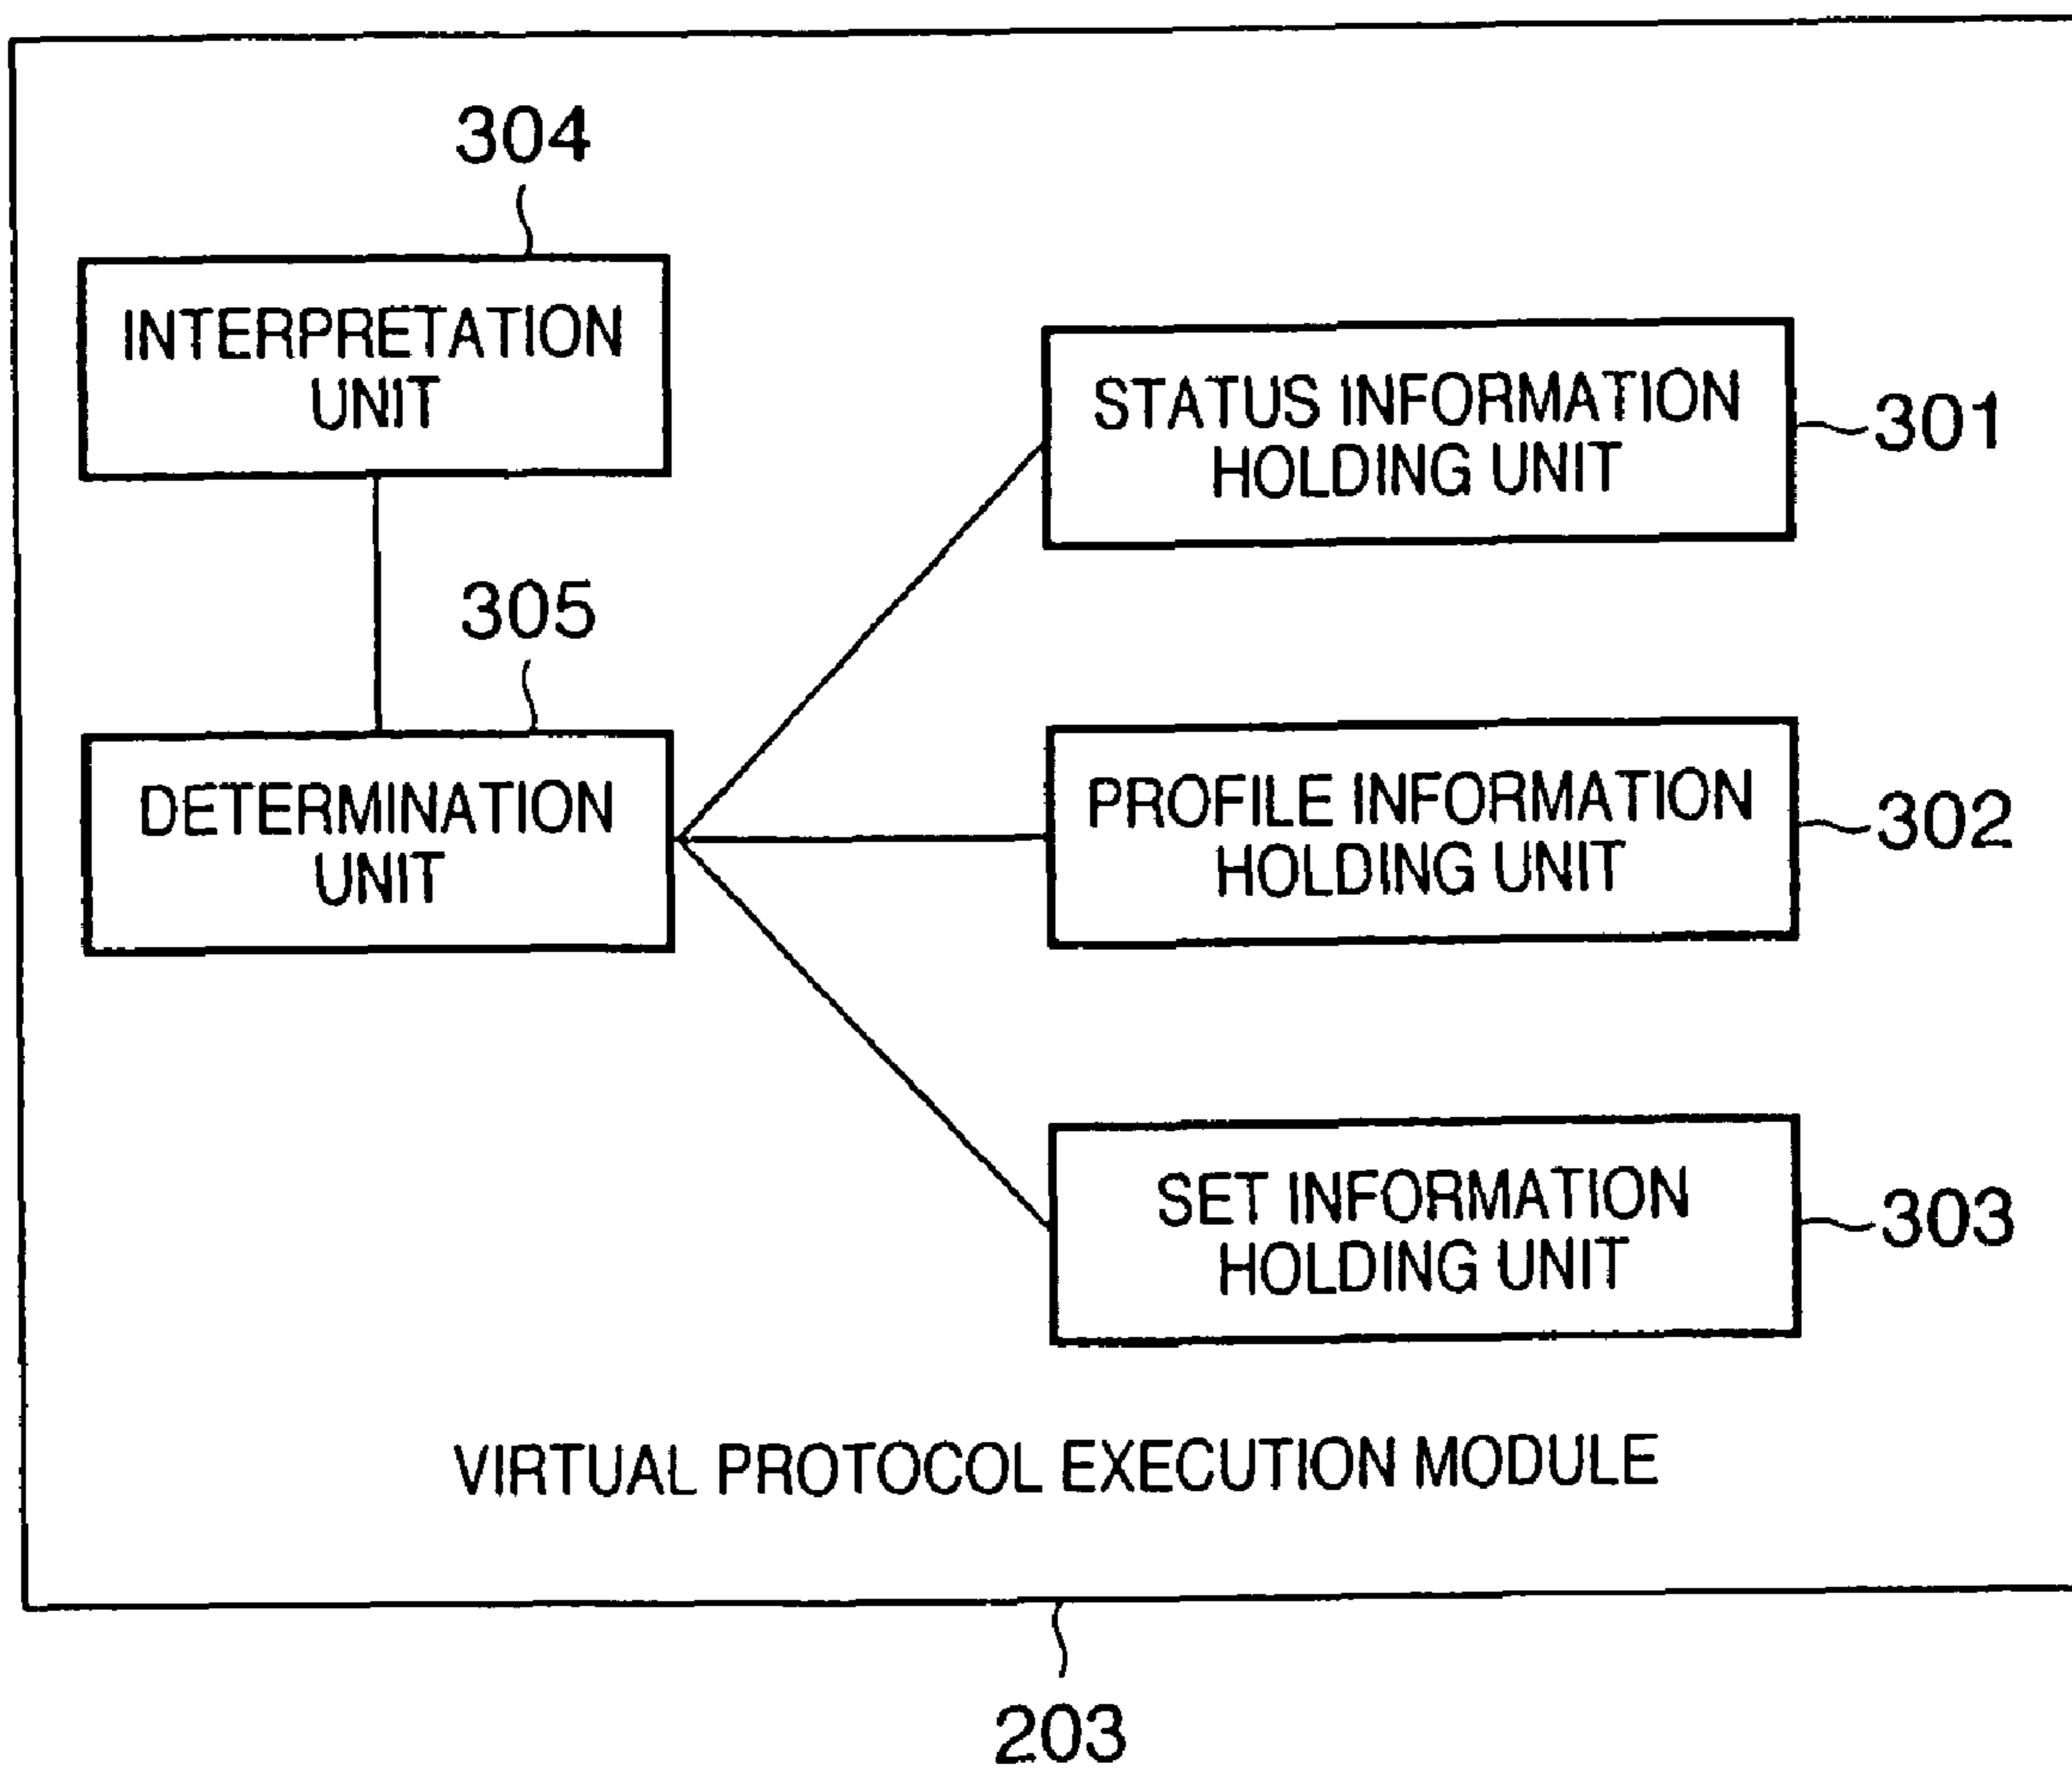 304
INTERPRETATION
UNIT
305
DETERMINATION
UNIT
STATUS INFORMATION
HOLDING UNIT
301
PROFILE INFORMATION
HOLDING UNIT
302
SET INFORMATION
HOLDING UNIT
303
VIRTUAL PROTOCOL EXECUTION MODULE
203